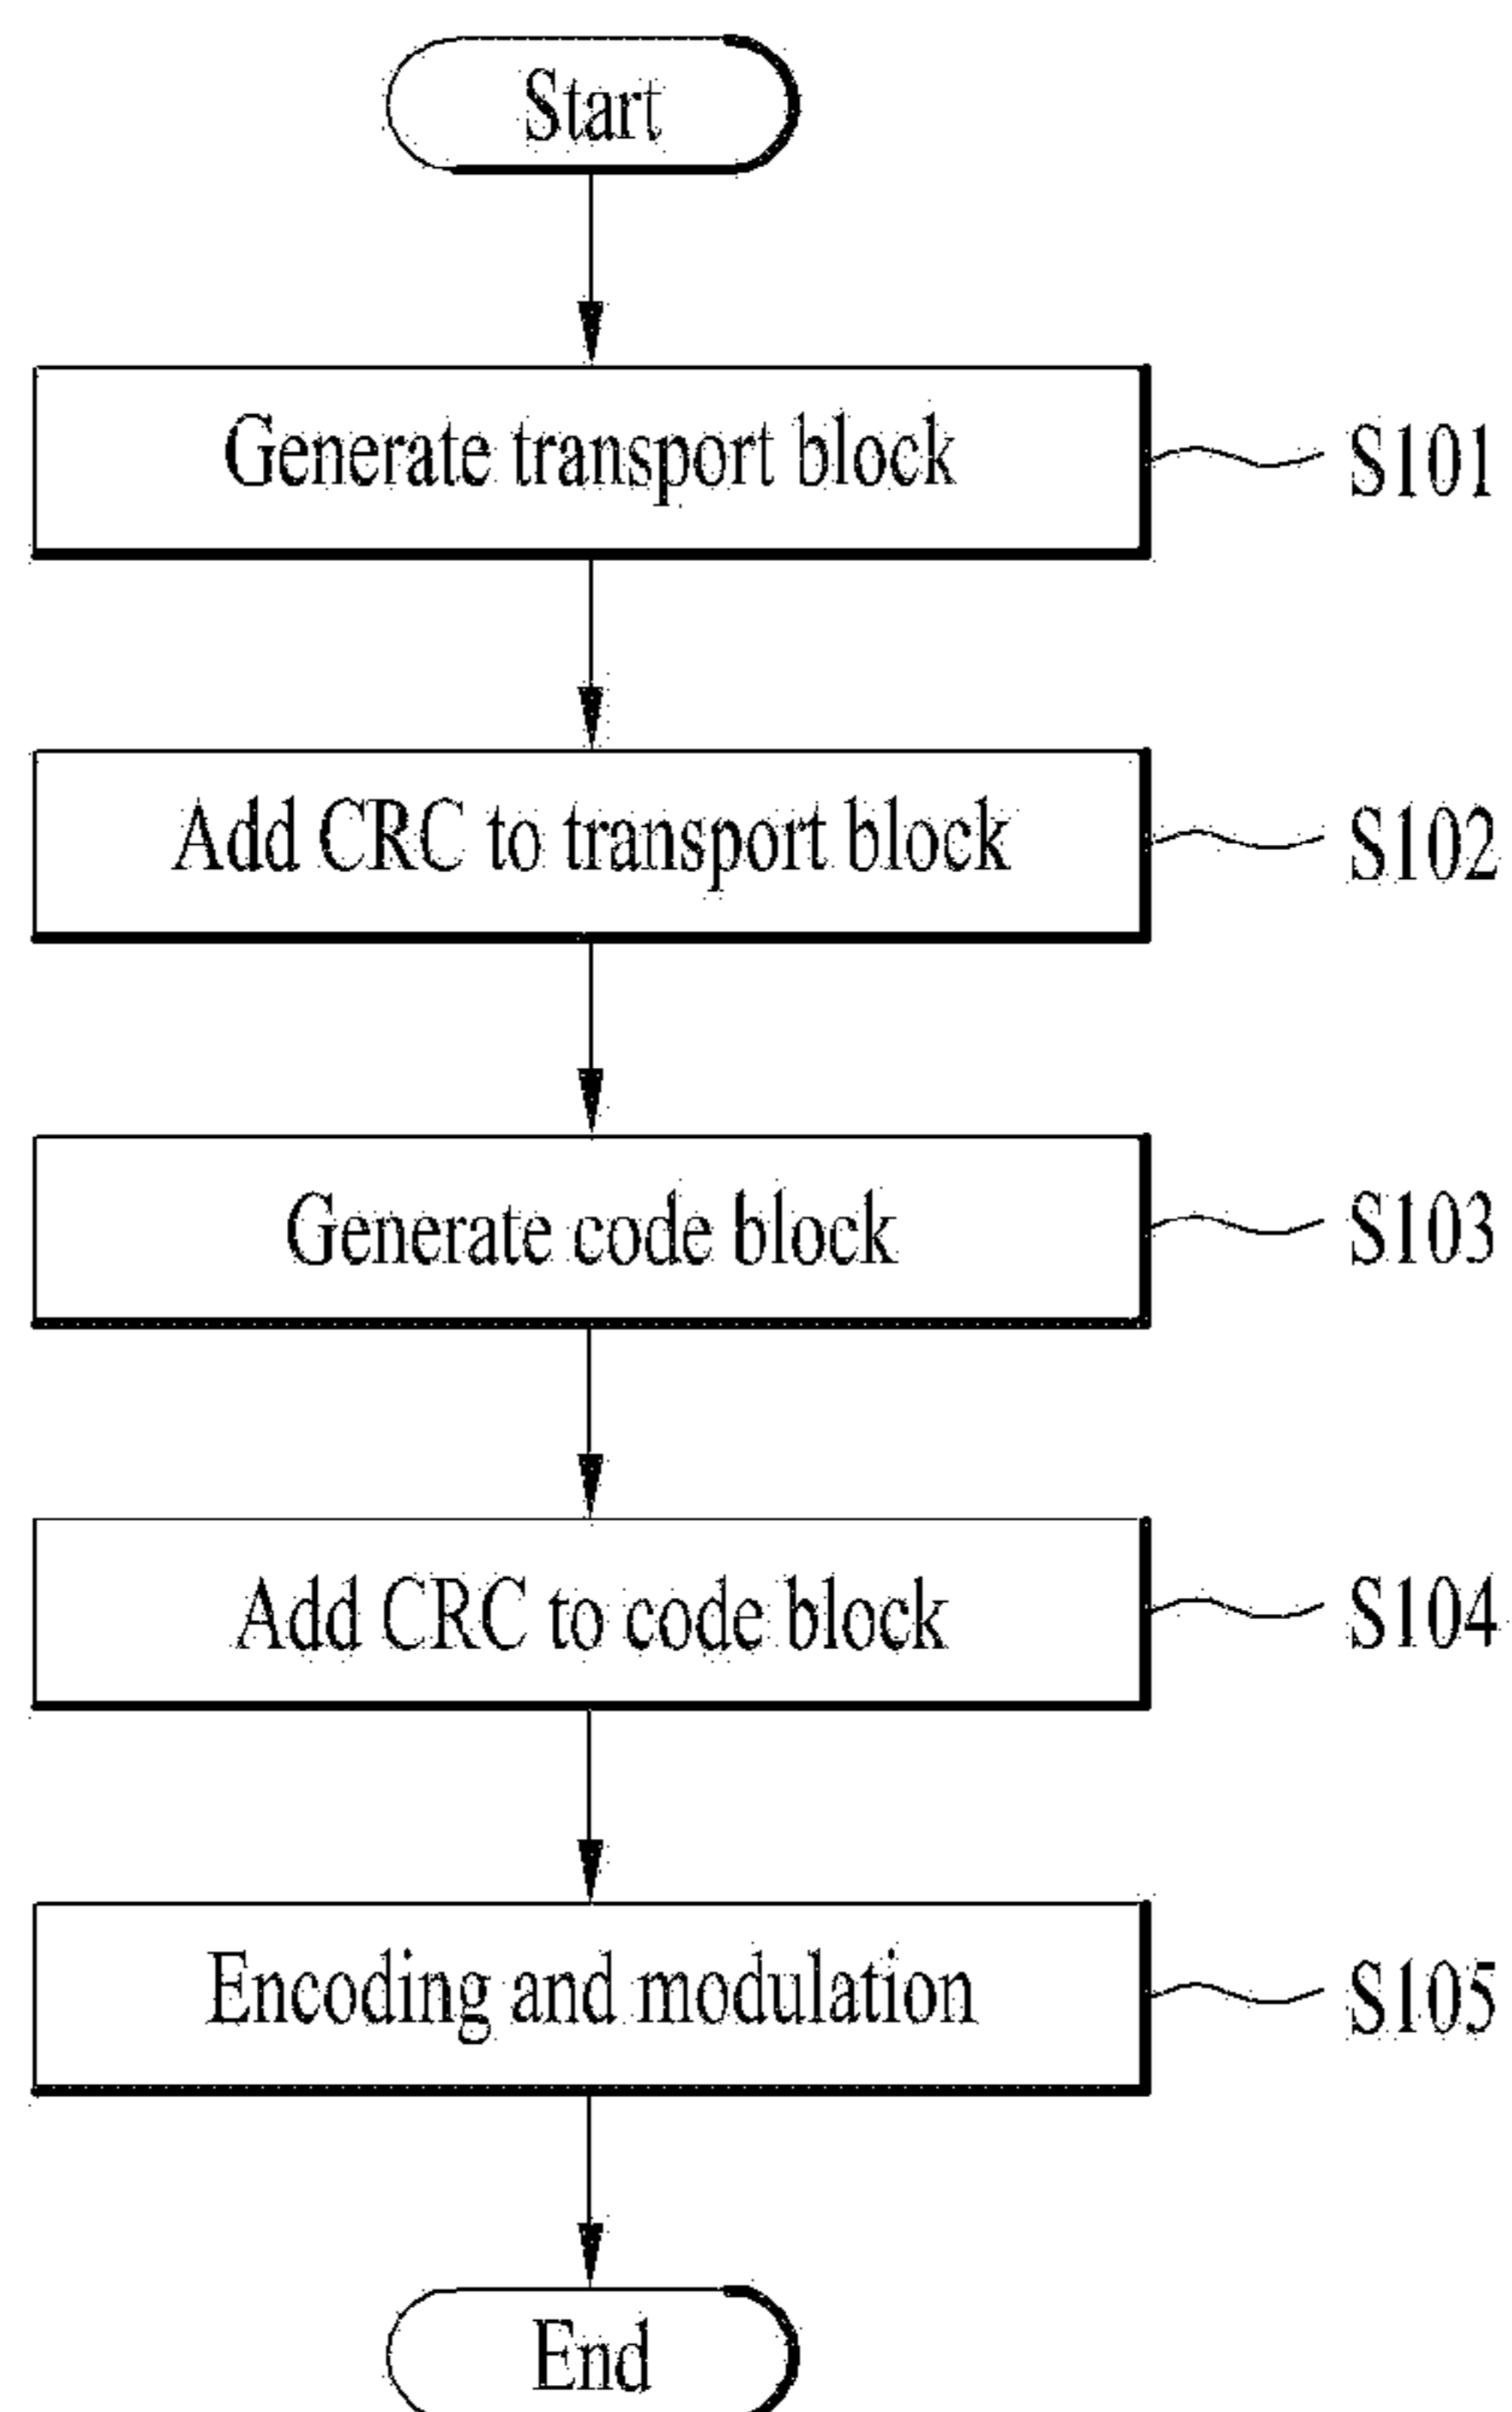 Start
Generate transport block
S101
Add CRC to transport block
S102
Generate code block
S103
Add CRC to code block
S104
Encoding and modulation
S105
End